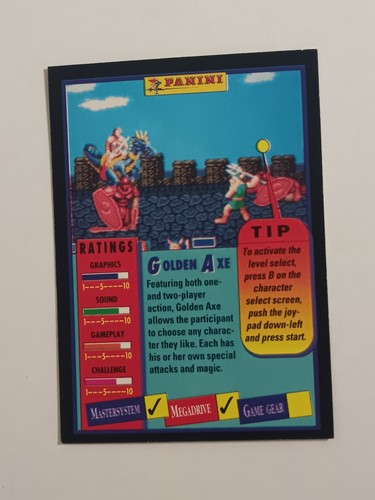 PANINI
RATINGS
GRAPHICS
1---5----10
SOUND
1---5----10
GAMEPLAY
1---5----10
CHALLENGE
1---5----10
GOLDEN AXE
Featuring both one-
and two-player
action, Golden Axe
allows the participant
to choose any charac-
ter they like. Each has
his or her own special
attacks and magic.
TIP
To activate the
level select,
press B on the
character
select screen,
push the joy-
pad down-left
and press start.
MASTERSYSTEM
MEGADRIVE
GAME GEAR